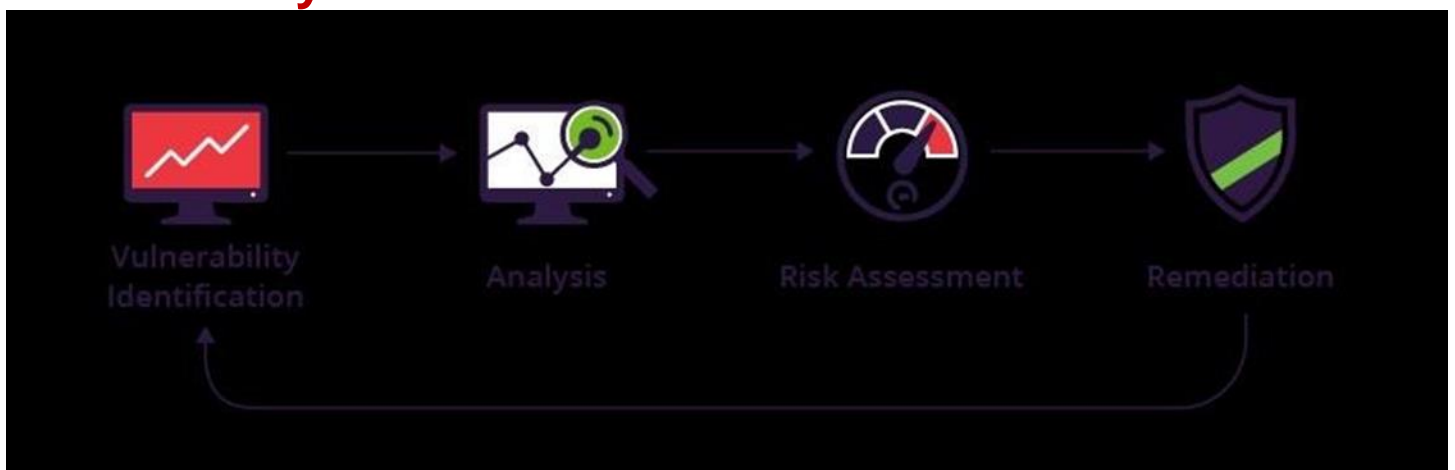 Vulnerability
Identification
Analysis
Risk Assessment
Remediation